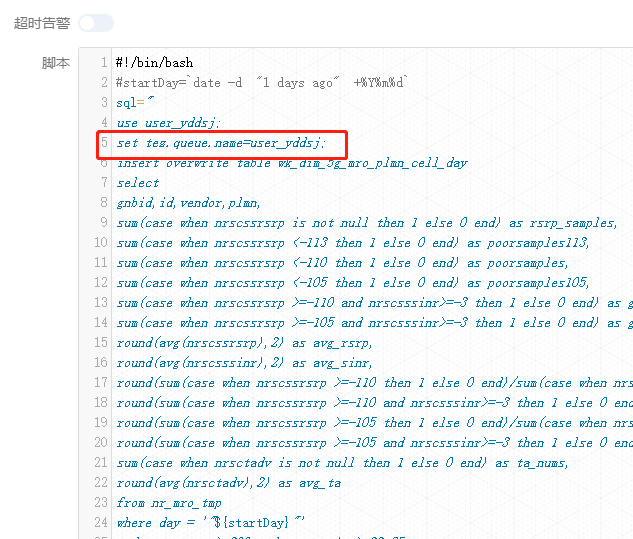 超时告警
脚本
1 #!/bin/bash
2 #startDay=`date -d "1 days ago" +%Y%m%d`
3 sql="
4 use user_yddsj;
5 set tez.queue.name=user_yddsj;
6 insert overwrite table wk_dim_5g_mro_plmn_cell_day
7 select
8 gnbid,id,vendor,plmn,
9 sum(case when nrscssrsrp is not null then 1 else 0 end) as rsrp_samples,
10 sum(case when nrscssrsrp <-113 then 1 else 0 end) as poorsamples113,
11 sum(case when nrscssrsrp <-110 then 1 else 0 end) as poorsamples,
12 sum(case when nrscssrsrp <-105 then 1 else 0 end) as poorsamples105,
13 sum(case when nrscssrsrp >=-110 and nrscsssinr>=-3 then 1 else 0 end) as g
14 sum(case when nrscssrsrp >=-105 and nrscsssinr>=-3 then 1 else 0 end) as g
15 round(avg(nrscssrsrp),2) as avg_rsrp,
16 round(avg(nrscsssinr),2) as avg_sinr,
17 round(sum(case when nrscssrsrp >=-110 then 1 else 0 end)/sum(case when nrs
18 round(sum(case when nrscssrsrp >=-110 and nrscsssinr>=-3 then 1 else 0 end
19 round(sum(case when nrscssrsrp >=-105 then 1 else 0 end)/sum(case when nrs
20 round(sum(case when nrscssrsrp >=-105 and nrscsssinr>=-3 then 1 else 0 end
21 sum(case when nrsctadv is not null then 1 else 0 end) as ta_nums,
22 round(avg(nrsctadv),2) as avg_ta
23 from nr_mro_tmp
24 where day = '"${startDay}"'